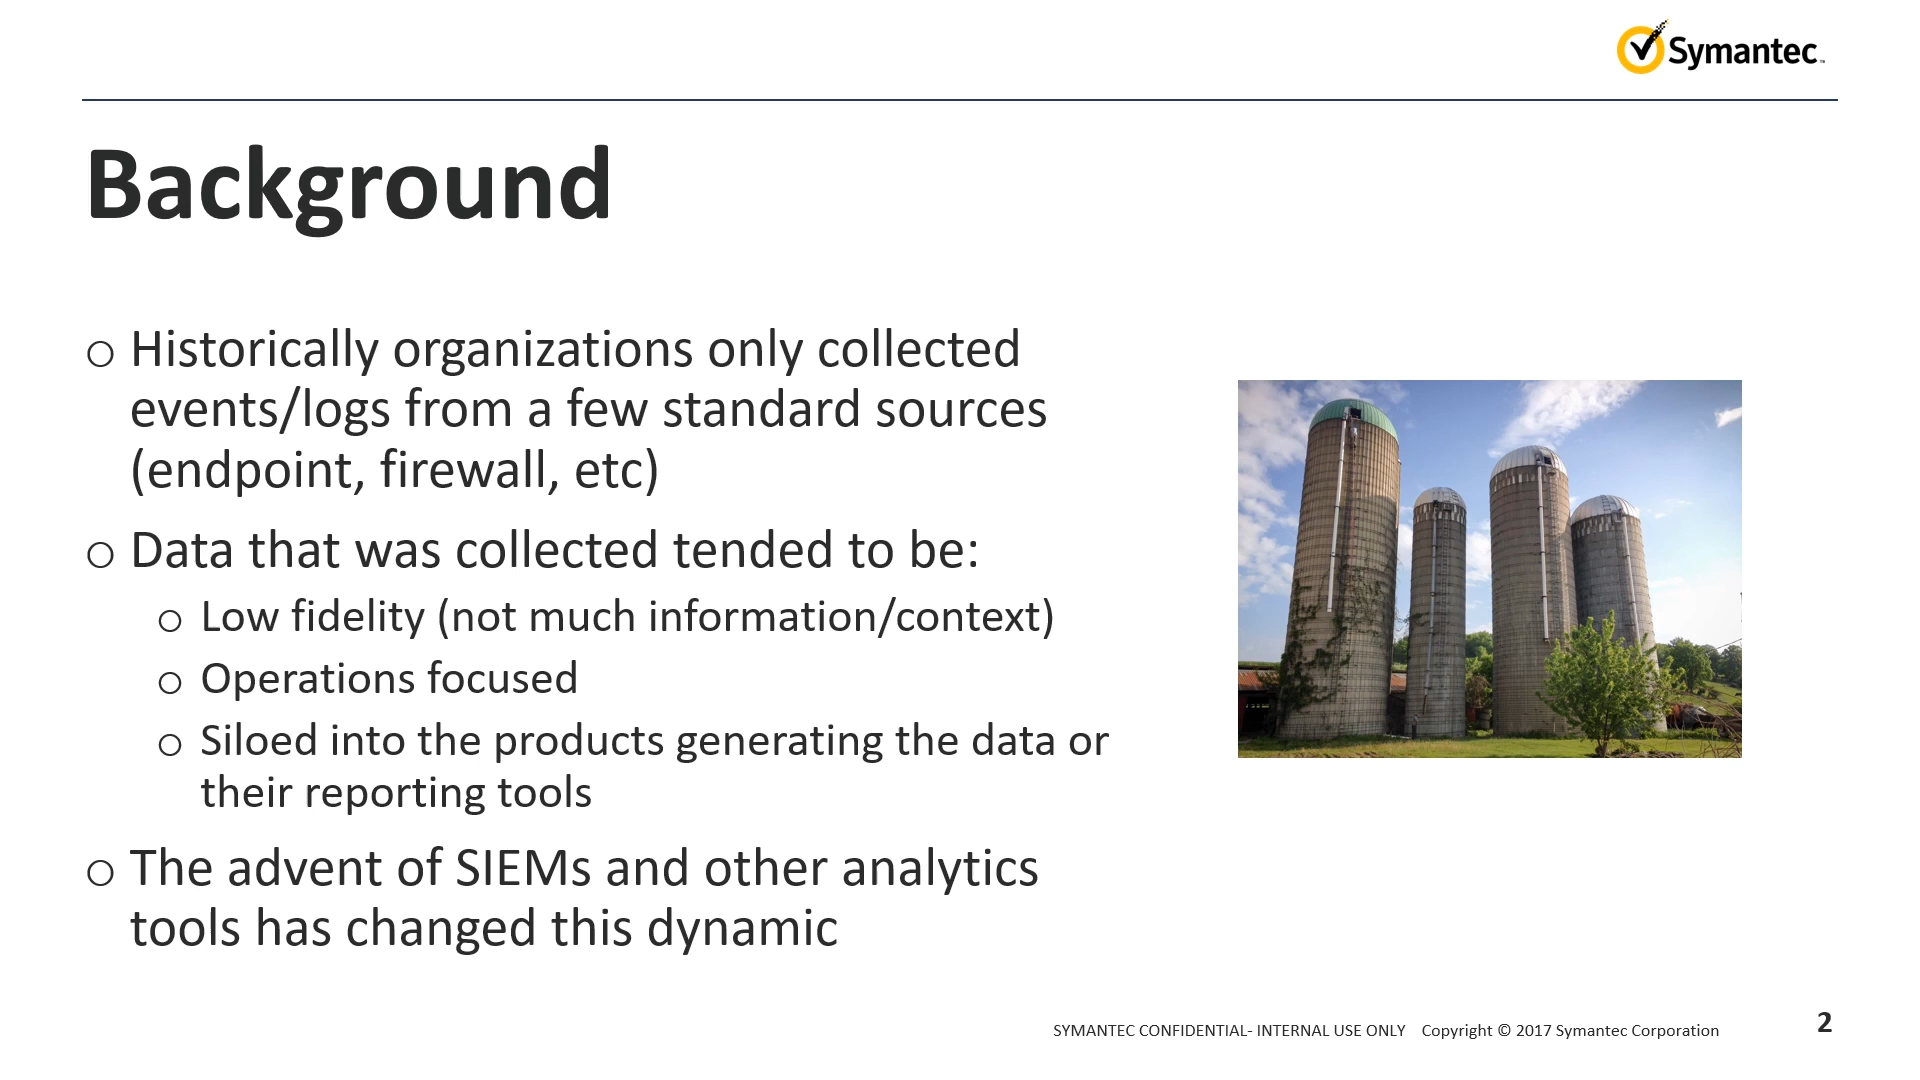 Symantec™
Background
o Historically organizations only collected
events/logs from a few standard sources
(endpoint, firewall, etc)
o Data that was collected tended to be:
o Low fidelity (not much information/context)
o Operations focused
o Siloed into the products generating the data or
their reporting tools
o The advent of SIEMs and other analytics
tools has changed this dynamic
SYMANTEC CONFIDENTIAL- INTERNAL USE ONLY Copyright © 2017 Symantec Corporation 2